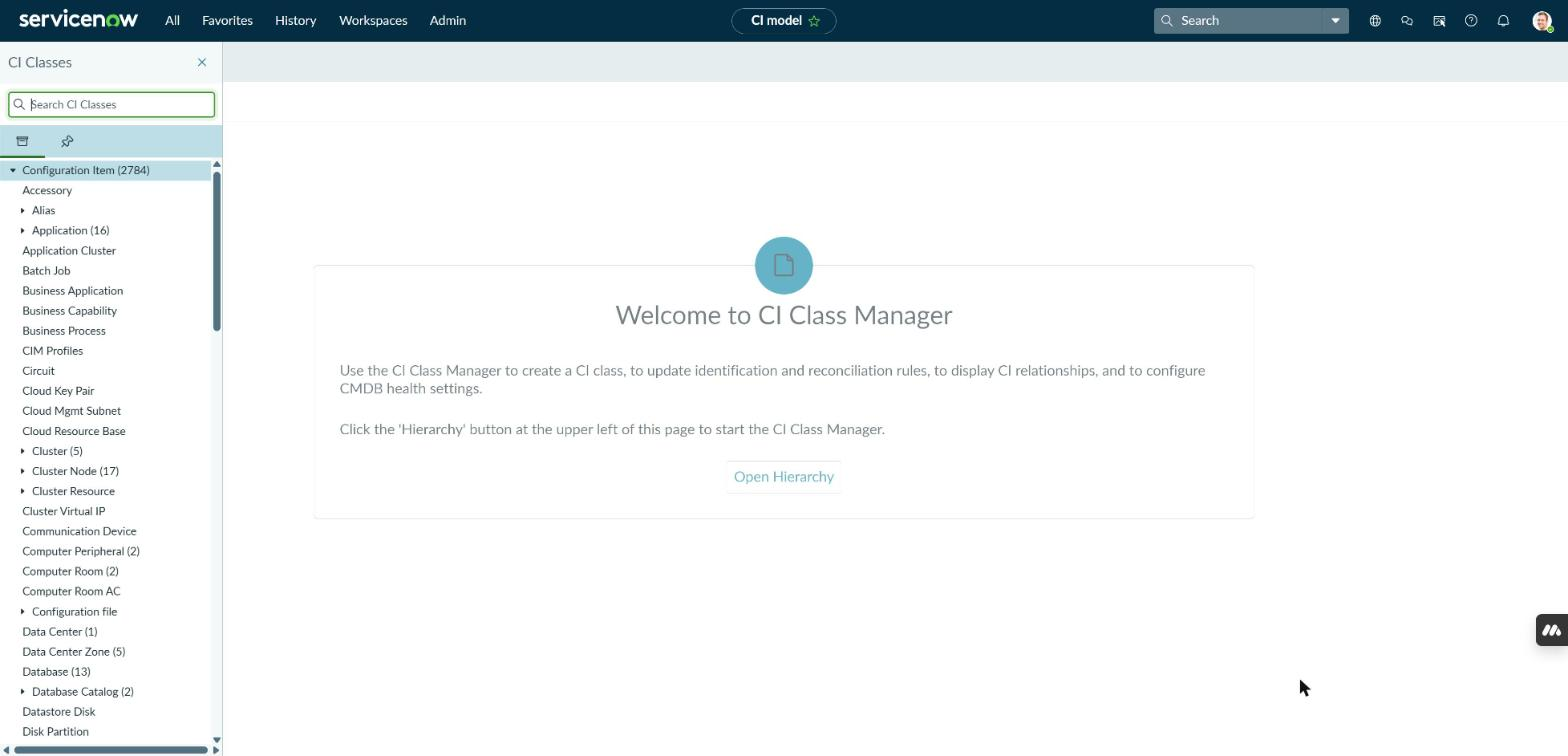 servicenow
All
Favorites
History
Workspaces
Admin
CI model
Search
CI Classes
Search CI Classes
Configuration Item (2784)
Accessory
Alias
Application (16)
Application Cluster
Batch Job
Business Application
Business Capability
Business Process
CIM Profiles
Circuit
Cloud Key Pair
Cloud Mgmt Subnet
Cloud Resource Base
Cluster (5)
Cluster Node (17)
Cluster Resource
Cluster Virtual IP
Communication Device
Computer Peripheral (2)
Computer Room (2)
Computer Room AC
Configuration file
Data Center (1)
Data Center Zone (5)
Database (13)
Database Catalog (2)
Datastore Disk
Disk Partition
Welcome to CI Class Manager
Use the CI Class Manager to create a CI class, to update identification and reconciliation rules, to display CI relationships, and to configure
CMDB health settings.
Click the 'Hierarchy' button at the upper left of this page to start the CI Class Manager.
Open Hierarchy